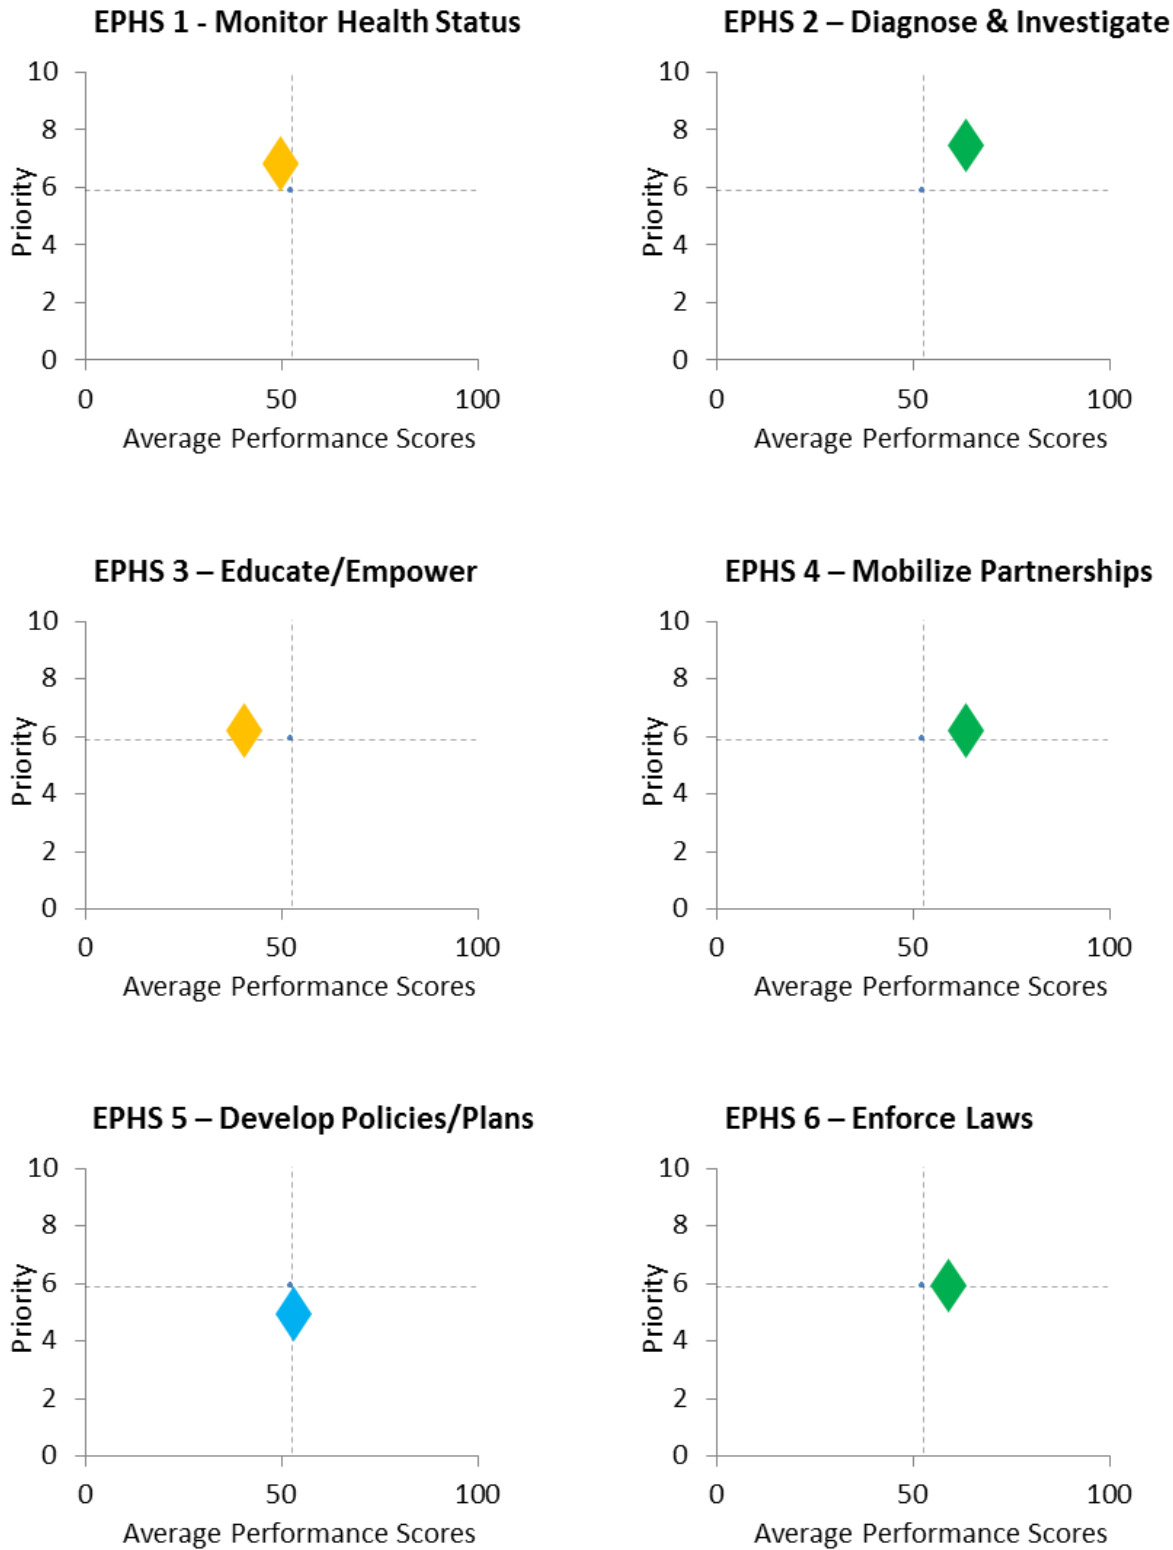 EPHS 1 - Monitor Health Status
10
8
6
4
2
0
Priority
0 50 100
Average Performance Scores
EPHS 2 – Diagnose & Investigate
10
8
6
4
2
0
Priority
0 50 100
Average Performance Scores
EPHS 3 – Educate/Empower
10
8
6
4
2
0
Priority
0 50 100
Average Performance Scores
EPHS 4 – Mobilize Partnerships
10
8
6
4
2
0
Priority
0 50 100
Average Performance Scores
EPHS 5 – Develop Policies/Plans
10
8
6
4
2
0
Priority
0 50 100
Average Performance Scores
EPHS 6 – Enforce Laws
10
8
6
4
2
0
Priority
0 50 100
Average Performance Scores